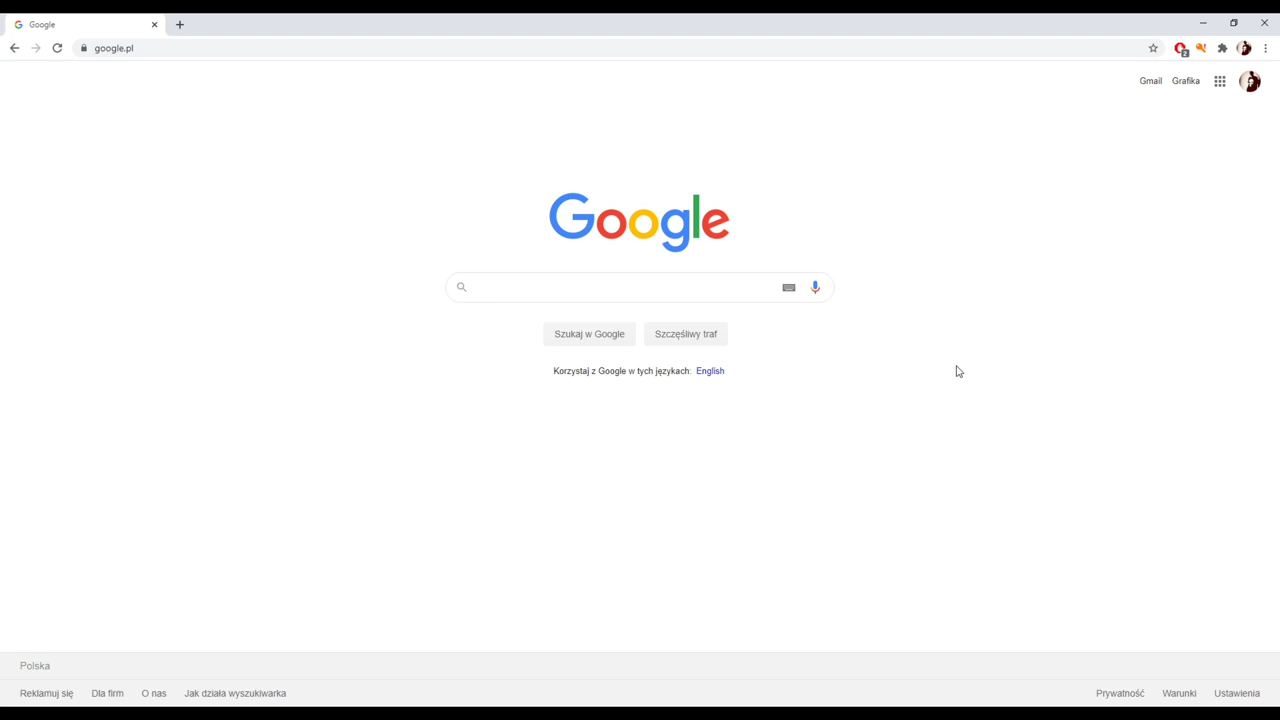 Google
google.pl
2
Gmail Grafika
Google
Szukaj w Google Szczęśliwy traf
Korzystaj z Google w tych językach: English
Polska
Reklamuj się Dla firm O nas Jak działa wyszukiwarka Prywatność Warunki Ustawienia